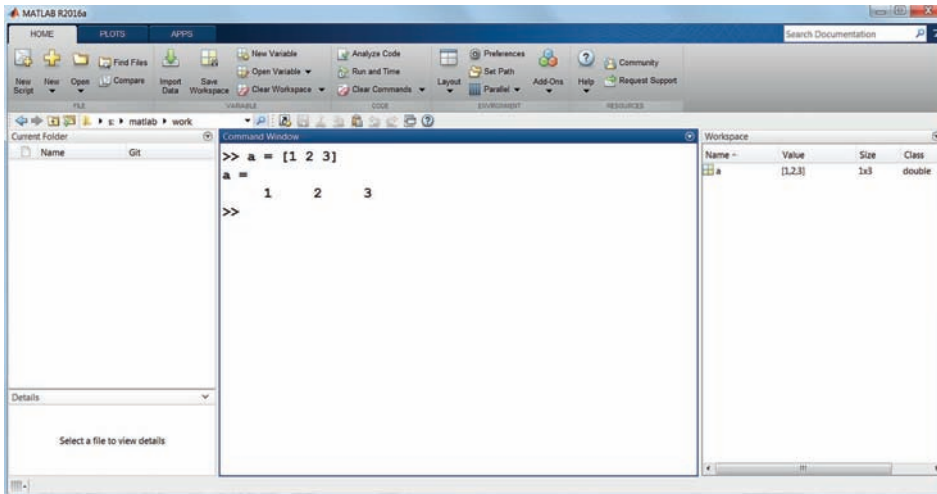 MATLAB R2016a
HOME PLOTS APPS
Search Documentation
New Script
New
Open
Find Files
Compare
Import Data
Save Workspace
New Variable
Open Variable
Clear Workspace
Analyze Code
Run and Time
Clear Commands
Layout
Preferences
Set Path
Parallel
Add-Ons
Help
Community
Request Support
FILE VARIABLE CODE ENVIRONMENT RESOURCES
E: matlab work
Current Folder
Name Git
Command Window
>> a = [1 2 3]
a =
1 2 3
>>
Workspace
Name Value Size Class
a [1,2,3] 1x3 double
Details
Select a file to view details